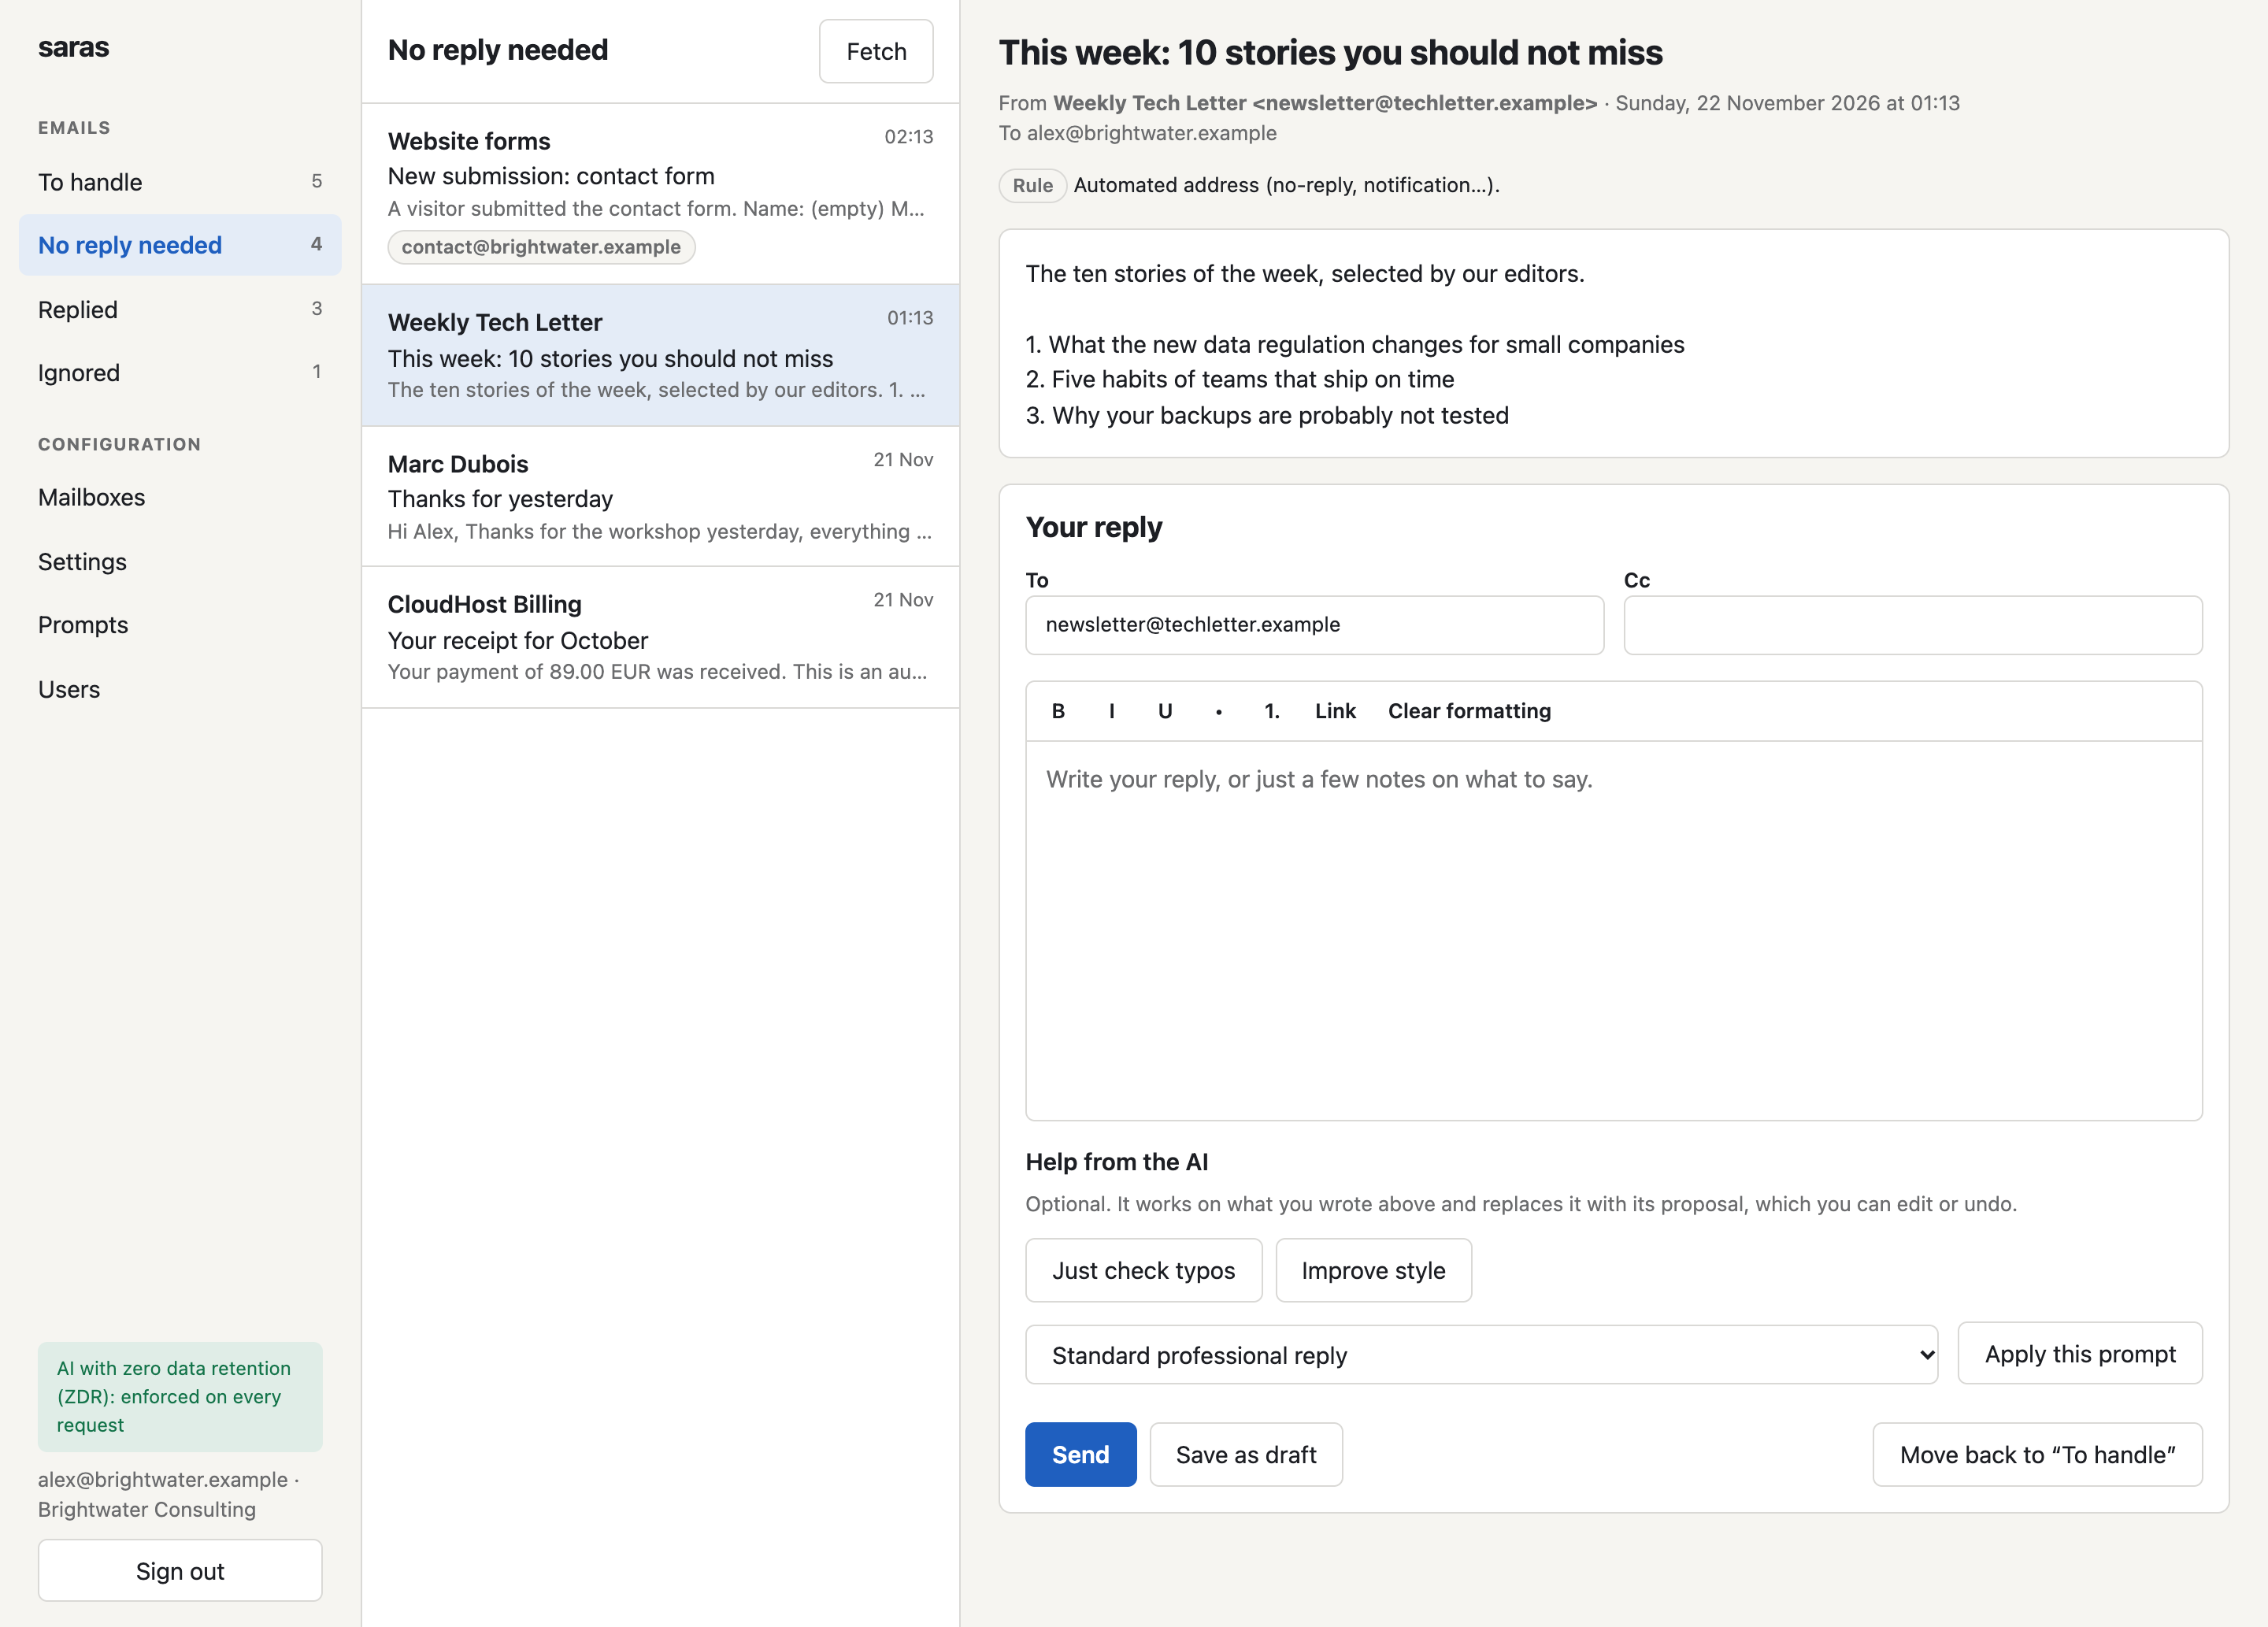 saras
EMAILS
To handle 5
No reply needed 4
Replied 3
Ignored 1
CONFIGURATION
Mailboxes
Settings
Prompts
Users
AI with zero data retention
(ZDR): enforced on every
request
alex@brightwater.example ·
Brightwater Consulting
Sign out
No reply needed
Fetch
Website forms 02:13
New submission: contact form
A visitor submitted the contact form. Name: (empty) M...
contact@brightwater.example
Weekly Tech Letter 01:13
This week: 10 stories you should not miss
The ten stories of the week, selected by our editors. 1. ...
Marc Dubois 21 Nov
Thanks for yesterday
Hi Alex, Thanks for the workshop yesterday, everything ...
CloudHost Billing 21 Nov
Your receipt for October
Your payment of 89.00 EUR was received. This is an au...
This week: 10 stories you should not miss
From Weekly Tech Letter <newsletter@techletter.example> · Sunday, 22 November 2026 at 01:13
To alex@brightwater.example
Rule Automated address (no-reply, notification...).
The ten stories of the week, selected by our editors.
1. What the new data regulation changes for small companies
2. Five habits of teams that ship on time
3. Why your backups are probably not tested
Your reply
To
newsletter@techletter.example
Cc
B I U • 1. Link Clear formatting
Write your reply, or just a few notes on what to say.
Help from the AI
Optional. It works on what you wrote above and replaces it with its proposal, which you can edit or undo.
Just check typos
Improve style
Standard professional reply
Apply this prompt
Send
Save as draft
Move back to “To handle”